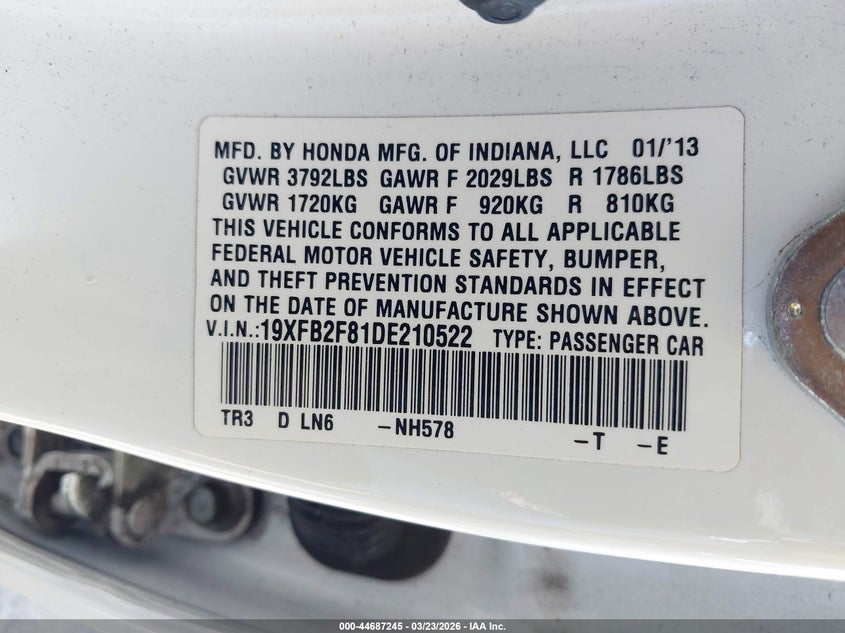 MFD. BY HONDA MFG. OF INDIANA, LLC 01/'13
GVWR 3792LBS GAWR F 2029LBS R 1786LBS
GVWR 1720KG GAWR F 920KG R 810KG
THIS VEHICLE CONFORMS TO ALL APPLICABLE
FEDERAL MOTOR VEHICLE SAFETY, BUMPER,
AND THEFT PREVENTION STANDARDS IN EFFECT
ON THE DATE OF MANUFACTURE SHOWN ABOVE.
V.I.N.:19XFB2F81DE210522 TYPE: PASSENGER CAR
TR3 D LN6 -NH578 -T -E
000-44687245 - 03/23/2026 - IAA Inc.